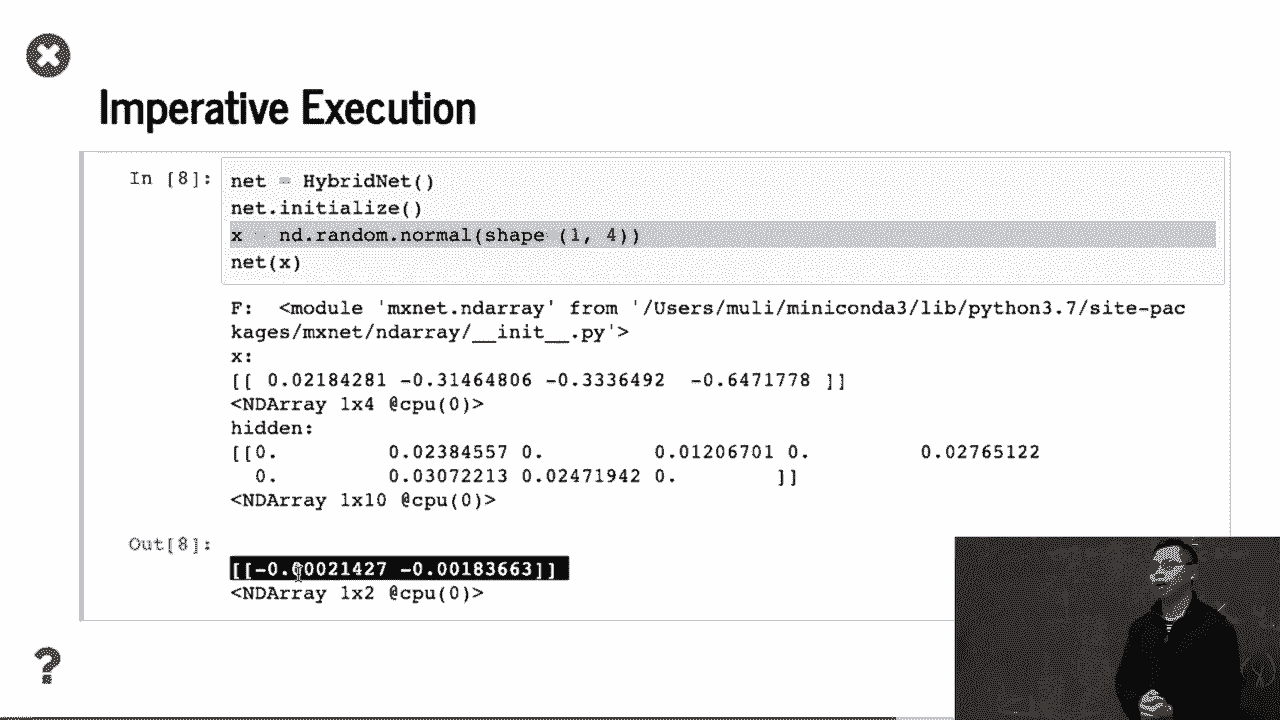 Imperative Execution
In [8]: net = HybridNet()
net.initialize()
x nd.random.normal(shape (1, 4))
net(x)
F: <module 'mxnet.ndarray' from '/Users/muli/miniconda3/lib/python3.7/site-pac
kages/mxnet/ndarray/__init__.py'>
x:
[[ 0.02184281 -0.31464806 -0.3336492 -0.6471778 ]]
<NDArray 1x4 @cpu(0)>
hidden:
[[0. 0.02384557 0. 0.01206701 0. 0.02765122
0. 0.03072213 0.02471942 0. ]]
<NDArray 1x10 @cpu(0)>
Out[8]:
[[-0.00021427 -0.00183663]]
<NDArray 1x2 @cpu(0)>
?